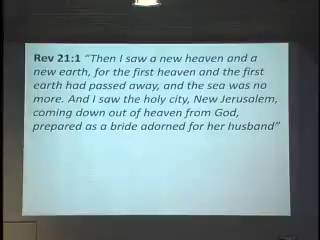 Rev 21:1 “Then I saw a new heaven and a
new earth, for the first heaven and the first
earth had passed away, and the sea was no
more. And I saw the holy city, New Jerusalem,
coming down out of heaven from God,
prepared as a bride adorned for her husband”